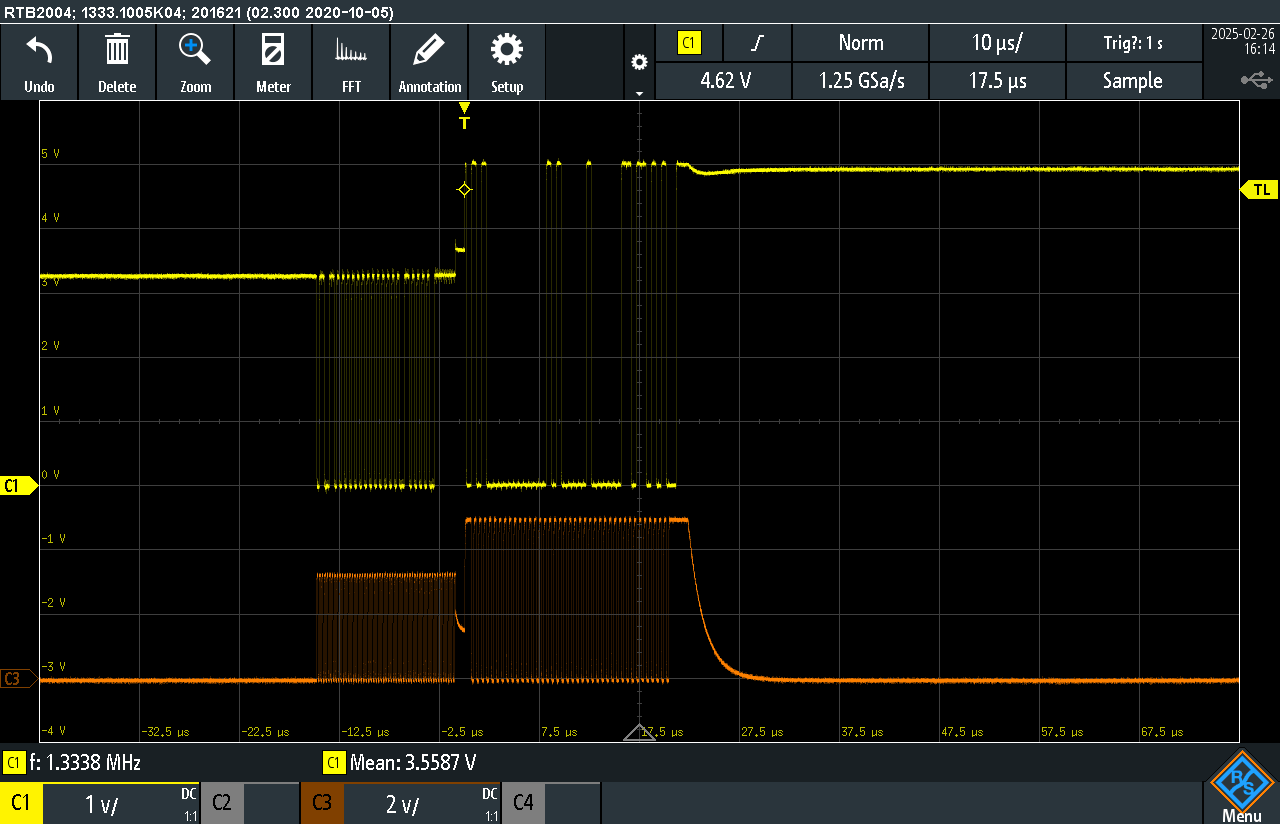 RTB2004; 1333.1005K04; 201621 (02.300 2020-10-05)
Undo Delete Zoom Meter FFT Annotation Setup
C1 Norm 10 µs/ Trig?: 1 s
4.62 V 1.25 GSa/s 17.5 µs Sample
2025-02-26
16:14
T
5 V
TL
4 V
3 V
2 V
1 V
0 V
C1
-1 V
-2 V
-3 V
C3
-4 V
-32.5 µs -22.5 µs -12.5 µs -2.5 µs 7.5 µs 17.5 µs 27.5 µs 37.5 µs 47.5 µs 57.5 µs 67.5 µs
C1 f: 1.3338 MHz C1 Mean: 3.5587 V
C1 1 V/ DC 1:1 C2 C3 2 V/ DC 1:1 C4
R S
Menu